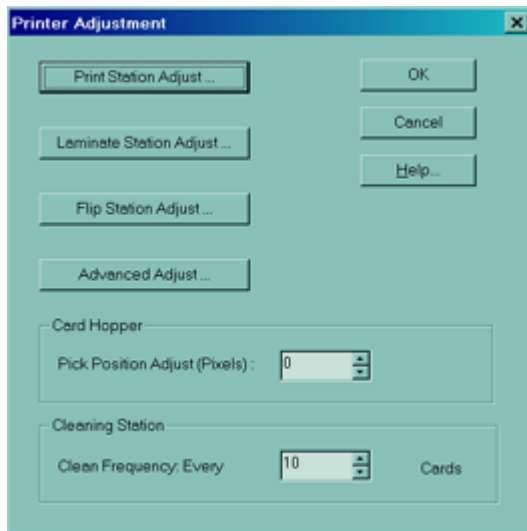 Printer Adjustment
Print Station Adjust ...
OK
Laminate Station Adjust ...
Cancel
Help...
Flip Station Adjust ...
Advanced Adjust ...
Card Hopper
Pick Position Adjust (Pixels) : 0
Cleaning Station
Clean Frequency: Every 10 Cards